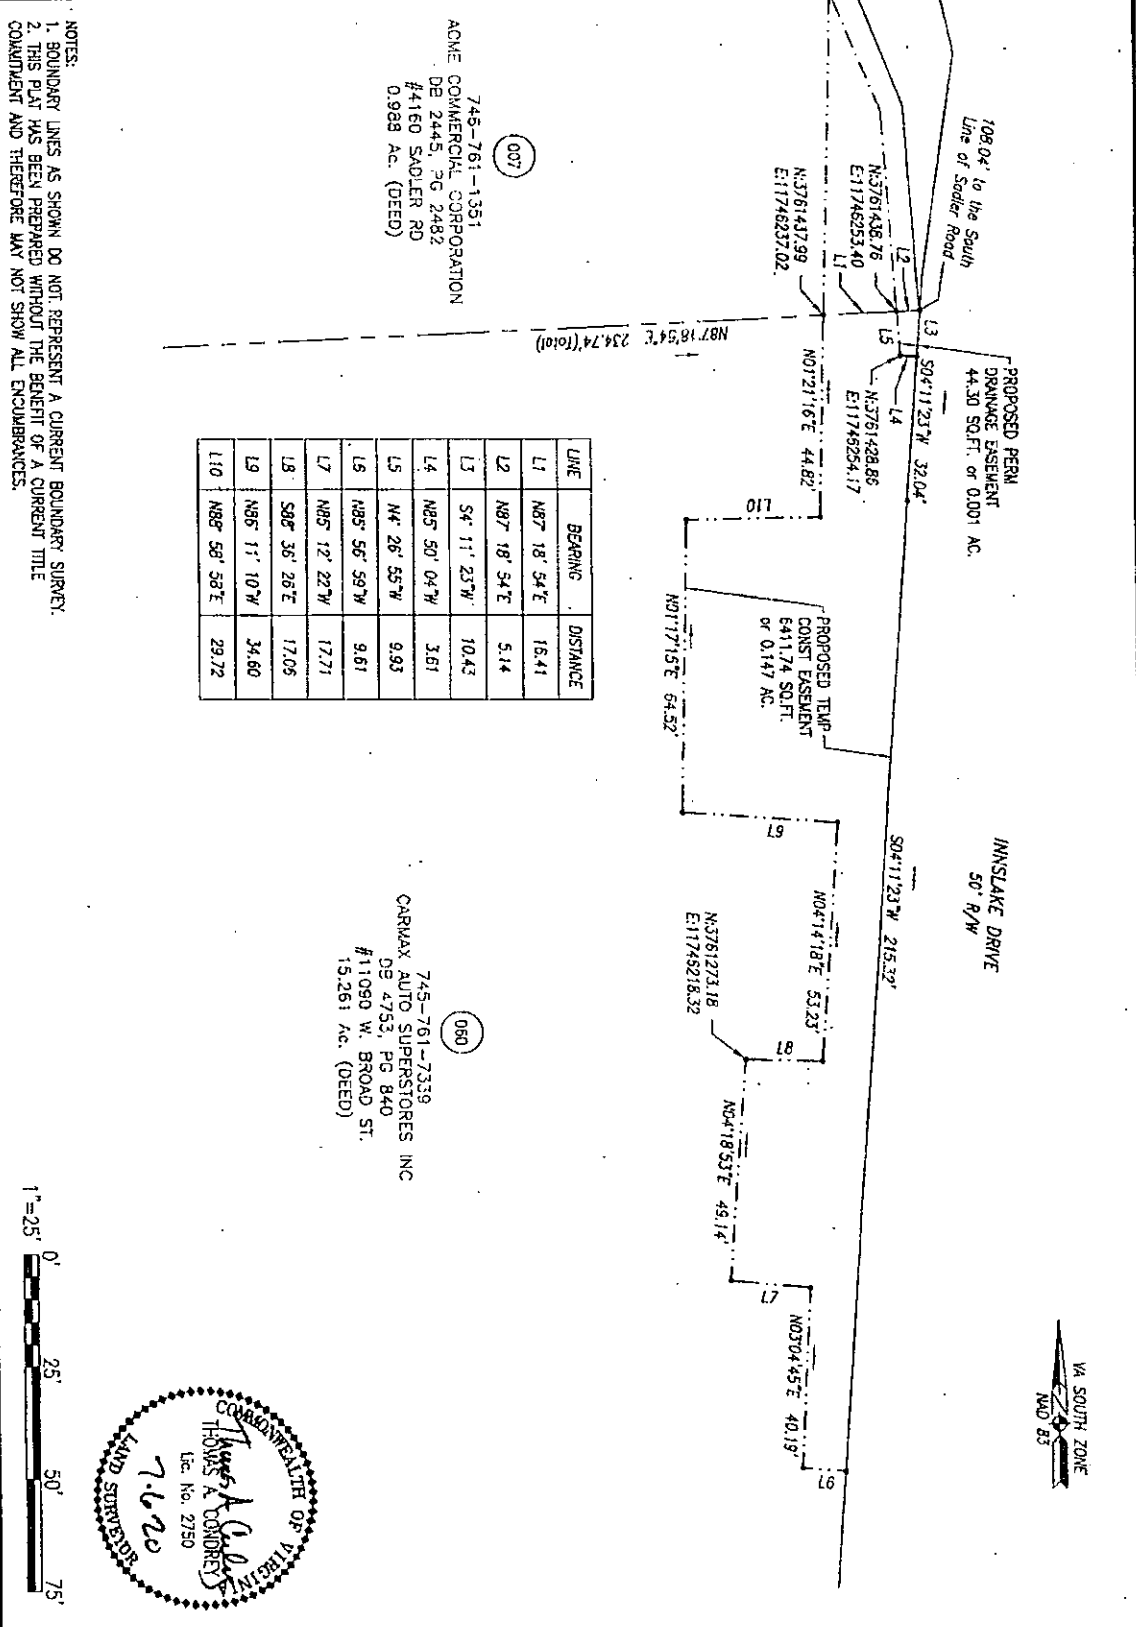 VA SOUTH ZONE
NAD 83
INNSLAKE DRIVE
50' R/W
108.04' to the South
Line of Sadler Road
PROPOSED PERM
DRAINAGE EASEMENT
44.30 SQ.FT. or 0.001 AC.
L3
S04°11'23"W 32.04'
S04°11'23"W 215.32'
L2
L5
L4
N:3761438.76
E:11746253.40
L1
N:3761428.86
E:11746254.17
N:3761437.99
E:11746237.02
N01°21'16"E 44.82'
L10
PROPOSED TEMP
CONST EASEMENT
6411.74 SQ.FT.
or 0.147 AC.
N01°17'15"E 64.52'
L9
N04°14'18"E 53.23'
L8
N:3761273.18
E:11746218.32
N04°18'53"E 49.14'
L7
N03°04'45"E 40.19'
L6
N87°18'54"E 234.74'(Total)
007
745-761-1351
ACME COMMERCIAL CORPORATION
DB 2445, PG 2482
#4160 SADLER RD
0.988 Ac. (DEED)
LINE BEARING DISTANCE
L1 N87° 18' 54"E 16.41
L2 N87° 18' 54"E 5.14
L3 S4° 11' 23"W 10.43
L4 N85° 50' 04"W 3.61
L5 N4° 26' 55"W 9.93
L6 N85° 56' 59"W 9.61
L7 N85° 12' 22"W 17.71
L8 S88° 36' 26"E 17.06
L9 N86° 11' 10"W 34.60
L10 N88° 58' 58"E 29.72
060
745-761-7339
CARMAX AUTO SUPERSTORES INC
DB 4753, PG 840
#11090 W. BROAD ST.
15.261 Ac. (DEED)
NOTES:
1. BOUNDARY LINES AS SHOWN DO NOT REPRESENT A CURRENT BOUNDARY SURVEY.
2. THIS PLAT HAS BEEN PREPARED WITHOUT THE BENEFIT OF A CURRENT TITLE
COMMITMENT AND THEREFORE MAY NOT SHOW ALL ENCUMBRANCES.
0' 25' 50' 75'
1"=25'
COMMONWEALTH OF VIRGINIA
THOMAS A. CONDREY
Lic. No. 2750
7-6-20
LAND SURVEYOR